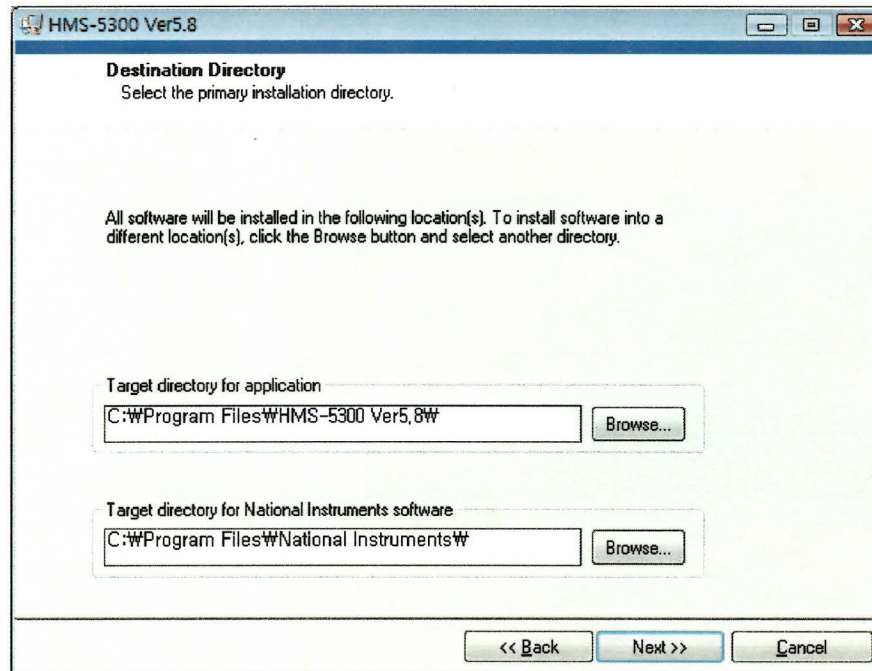 HMS-5300 Ver5.8
Destination Directory
Select the primary installation directory.
All software will be installed in the following location(s). To install software into a
different location(s), click the Browse button and select another directory.
Target directory for application
C:₩Program Files₩HMS-5300 Ver5,8₩
Browse...
Target directory for National Instruments software
C:₩Program Files₩National Instruments₩
Browse...
<< Back
Next >>
Cancel